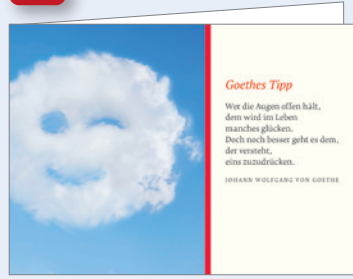 Goethes Tipp
Wer die Augen offen hält,
dem wird im Leben
manches glücken.
Doch noch besser geht es dem,
der versteht,
eins zuzudrücken.
JOHANN WOLFGANG VON GOETHE